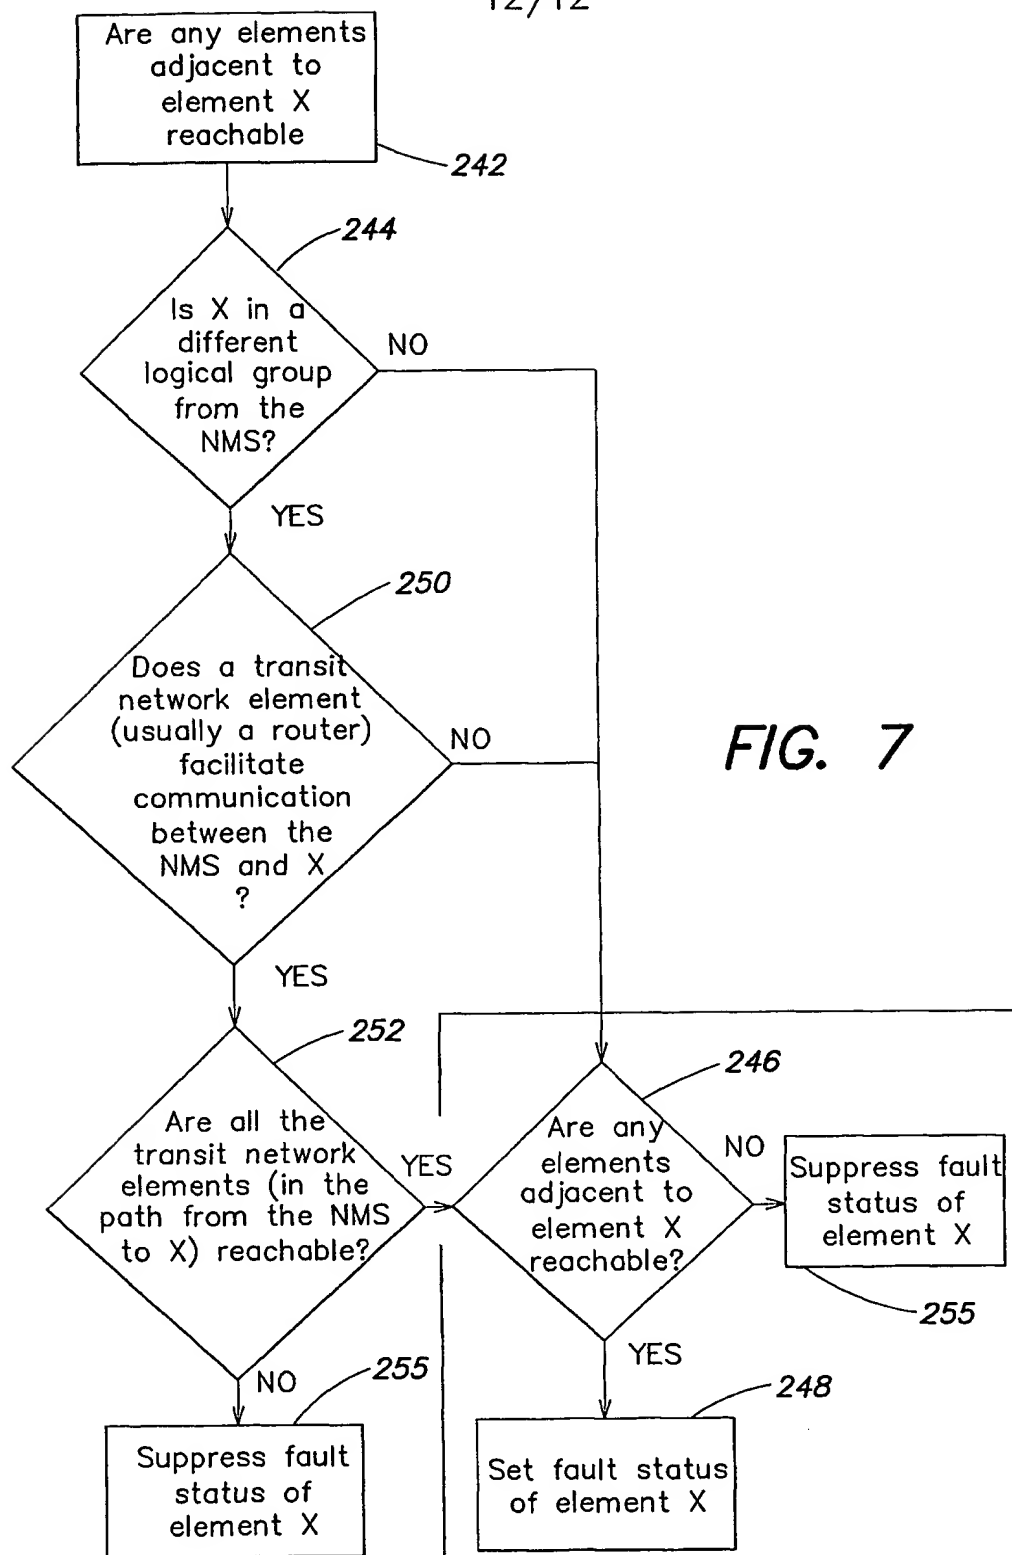 12/12
Are any elements
adjacent to
element X
reachable
242
244
Is X in a
different
logical group
from the
NMS?
NO
YES
250
Does a transit
network element
(usually a router)
facilitate
communication
between the
NMS and X
?
NO
FIG. 7
YES
252
Are all the
transit network
elements (in the
path from the NMS
to X) reachable?
YES
246
Are any
elements
adjacent to
element X
reachable?
NO
Suppress fault
status of
element X
255
NO
255
Suppress fault
status of
element X
YES
248
Set fault status
of element X